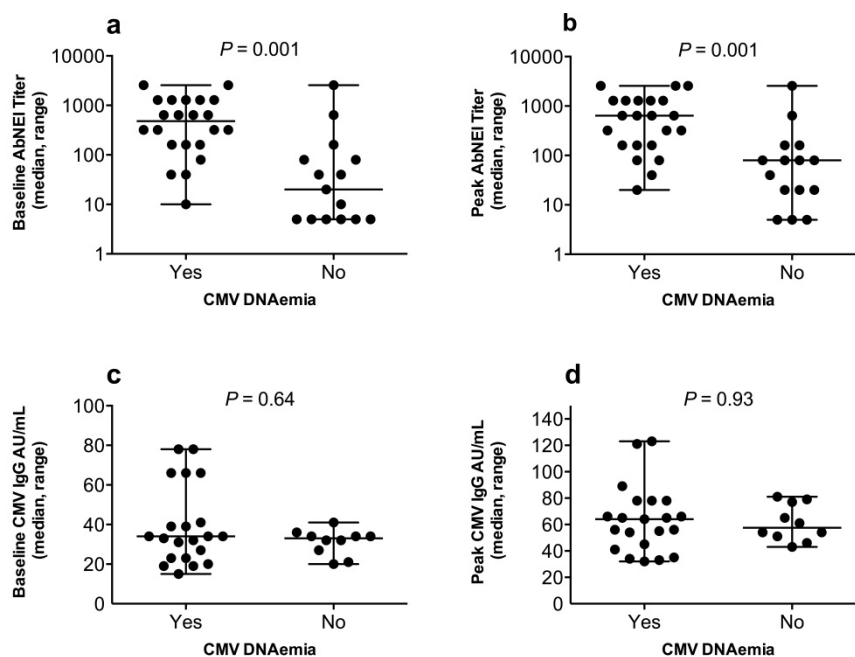 a
P = 0.001
Baseline AbNEI Titer
(median, range)
10000
1000
100
10
1
Yes
No
CMV DNAemia
b
P = 0.001
Peak AbNEI Titer
(median, range)
10000
1000
100
10
1
Yes
No
CMV DNAemia
c
P = 0.64
Baseline CMV IgG AU/mL
(median, range)
100
80
60
40
20
0
Yes
No
CMV DNAemia
d
P = 0.93
Peak CMV IgG AU/mL
(median, range)
140
120
100
80
60
40
20
0
Yes
No
CMV DNAemia